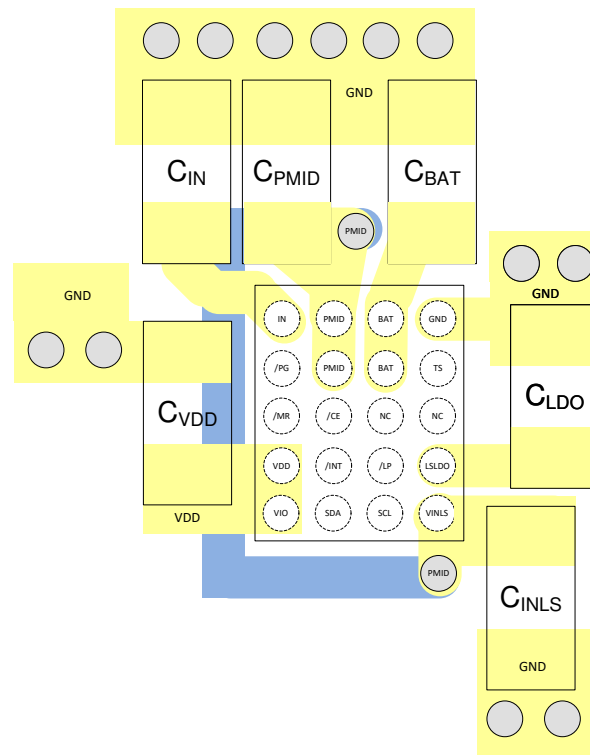 GND
C_IN C_PMID C_BAT
PMID
GND
GND
IN PMID BAT GND
/PG PMID BAT TS
C_VDD
C_LDO
/MR /CE NC NC
VDD /INT /LP LSLDO
VDD
VIO SDA SCL VINLS
PMID
C_INLS
GND